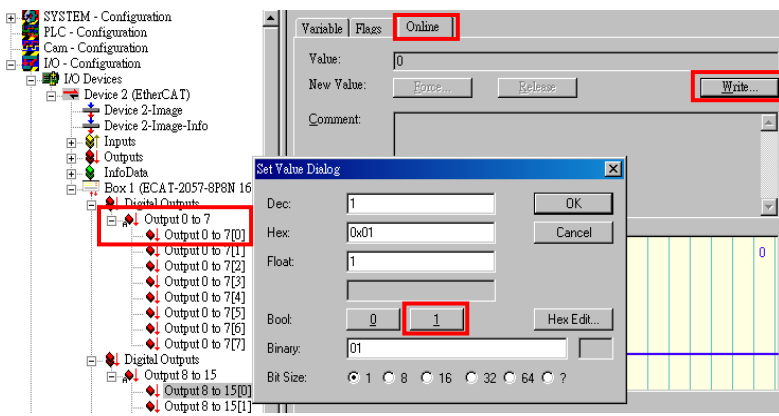 SYSTEM - Configuration
PLC - Configuration
Cam - Configuration
I/O - Configuration
I/O Devices
Device 2 (EtherCAT)
Device 2-Image
Device 2-Image-Info
Inputs
Outputs
InfoData
Box 1 (ECAT-2057-8P8N 16
Digital Outputs
Output 0 to 7
Output 0 to 7[0]
Output 0 to 7[1]
Output 0 to 7[2]
Output 0 to 7[3]
Output 0 to 7[4]
Output 0 to 7[5]
Output 0 to 7[6]
Output 0 to 7[7]
Digital Outputs
Output 8 to 15
Output 8 to 15[0]
Output 8 to 15[1]
Variable Flags Online
Value: 0
New Value: Force... Release Write...
Comment:
Set Value Dialog
Dec: 1 OK
Hex: 0x01 Cancel
Float: 1
Bool: 0 1 Hex Edit...
Binary: 01
Bit Size: 1 8 16 32 64 ?
0